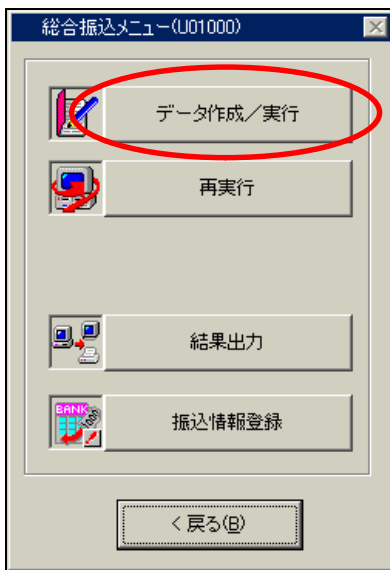 総合振込メニュー(U01000)
データ作成／実行
再実行
結果出力
BANK
振込情報登録
< 戻る(B)